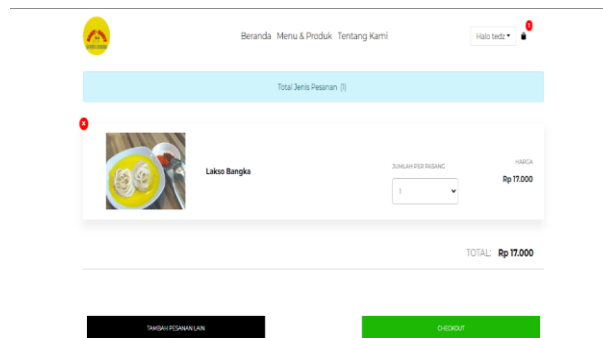 Beranda Menu & Produk Tentang Kami
Halo tedz
1
Total Jenis Pesanan (1)
x
Lakso Bangka
JUMLAH PER PASANG
1
HARGA
Rp 17.000
TOTAL: Rp 17.000
TAMBAH PESANAN LAIN
CHECKOUT